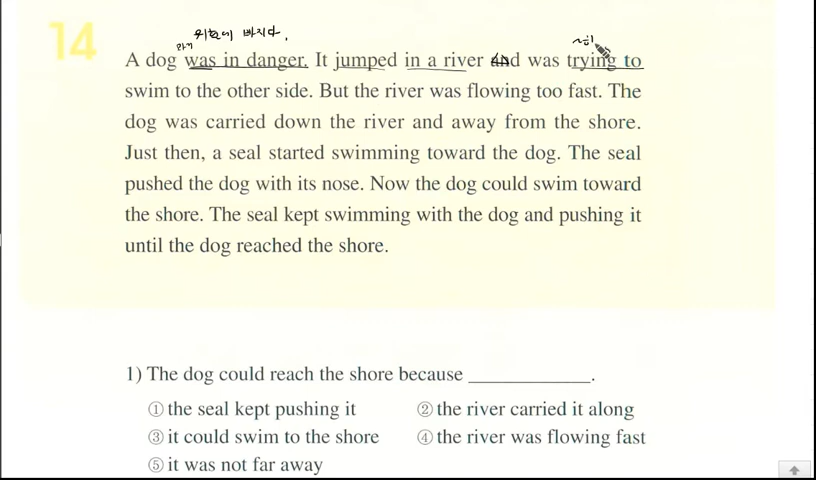 14
위험에 빠지다.
A dog was in danger. It jumped in a river and was trying to
swim to the other side. But the river was flowing too fast. The
dog was carried down the river and away from the shore.
Just then, a seal started swimming toward the dog. The seal
pushed the dog with its nose. Now the dog could swim toward
the shore. The seal kept swimming with the dog and pushing it
until the dog reached the shore.
1) The dog could reach the shore because ____________.
① the seal kept pushing it ② the river carried it along
③ it could swim to the shore ④ the river was flowing fast
⑤ it was not far away